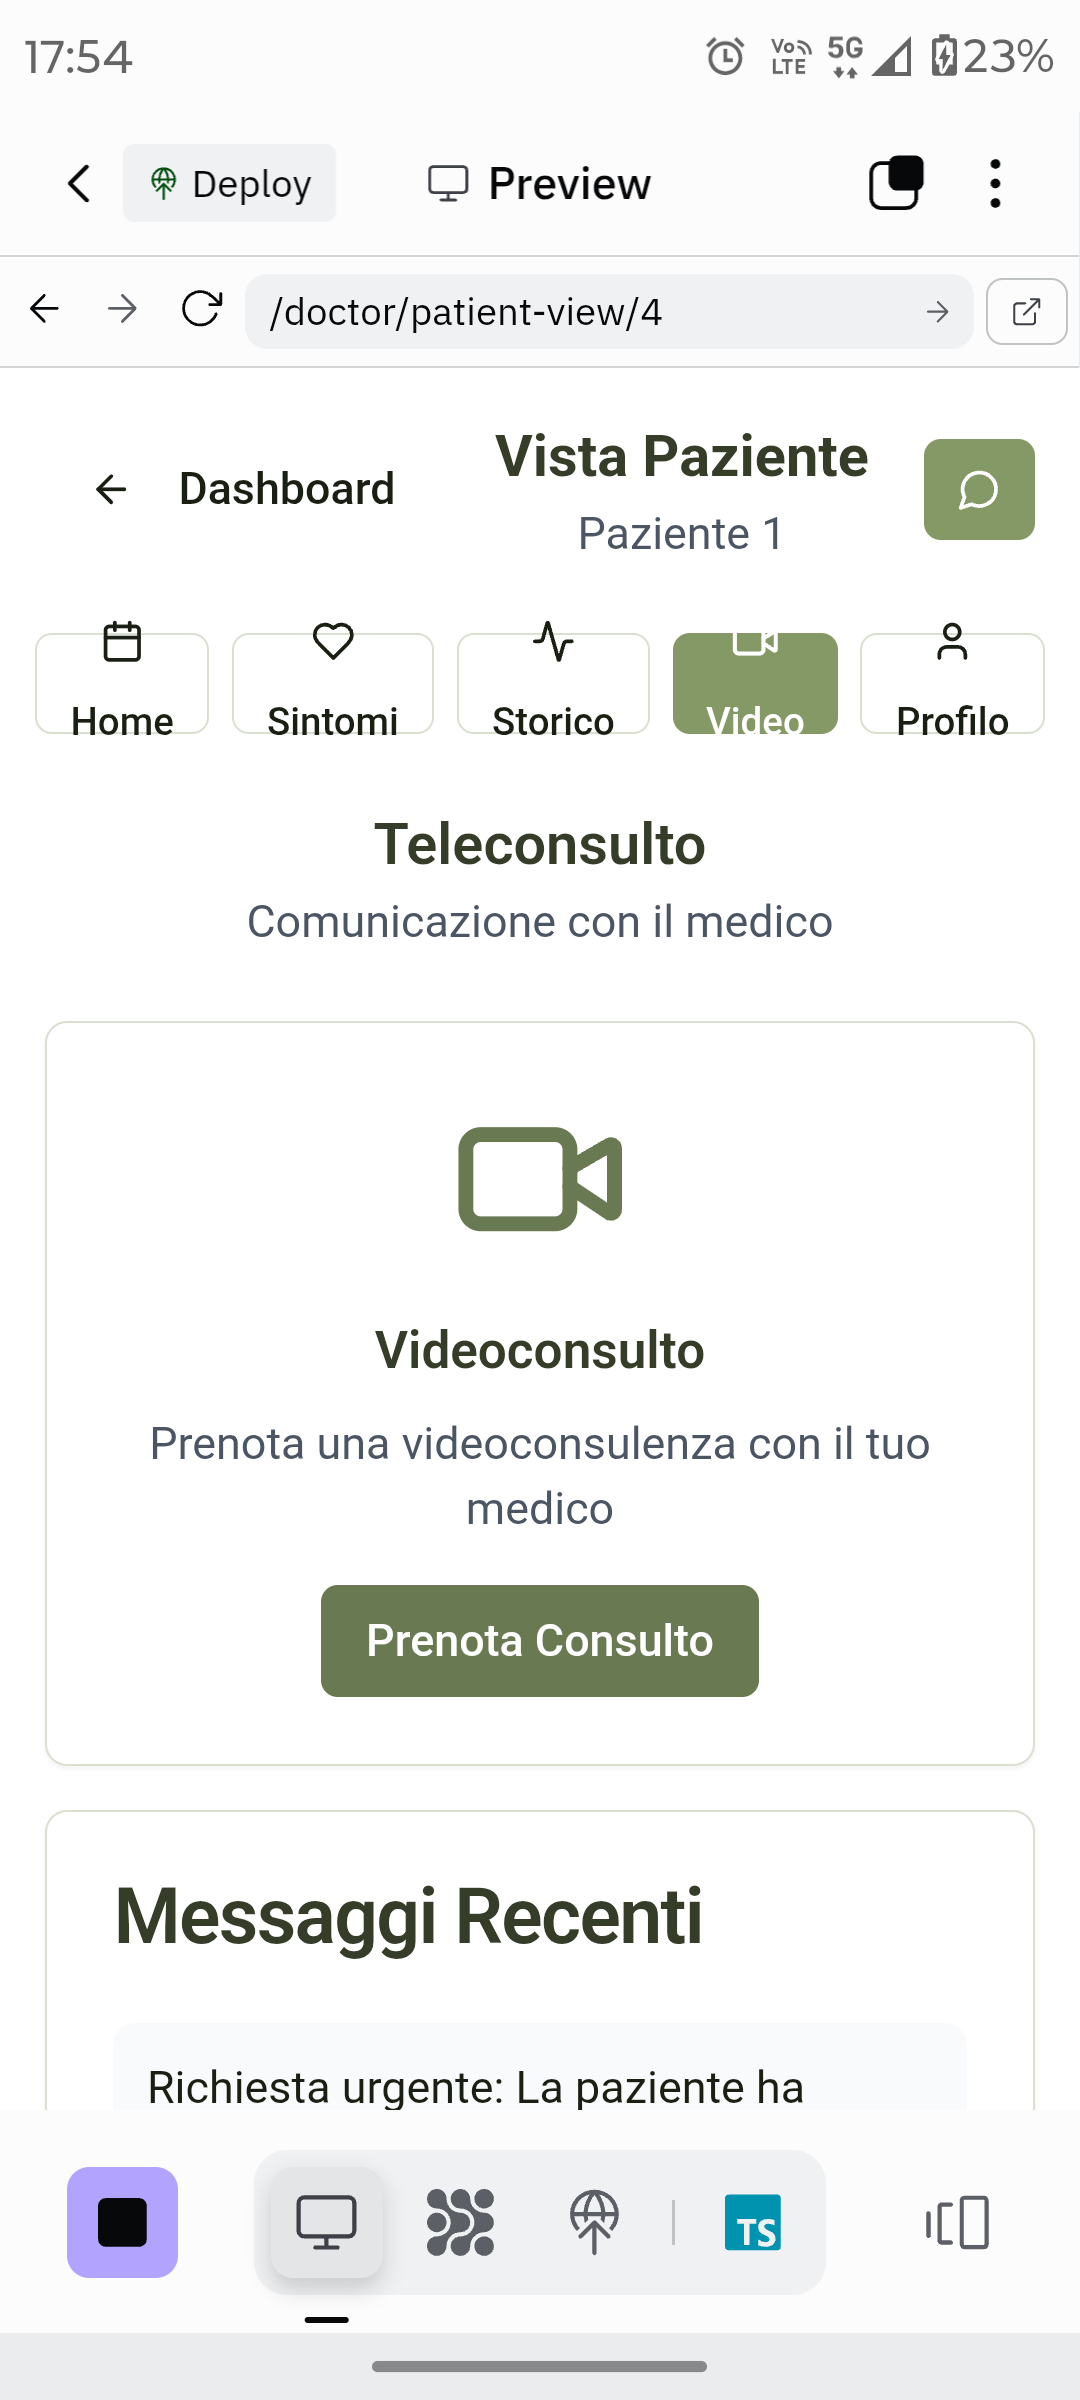 17:54
Vo LTE 5G 23%
Deploy
Preview
/doctor/patient-view/4
Dashboard
Vista Paziente
Paziente 1
Home
Sintomi
Storico
Video
Profilo
Teleconsulto
Comunicazione con il medico
Videoconsulto
Prenota una videoconsulenza con il tuo
medico
Prenota Consulto
Messaggi Recenti
Richiesta urgente: La paziente ha
TS